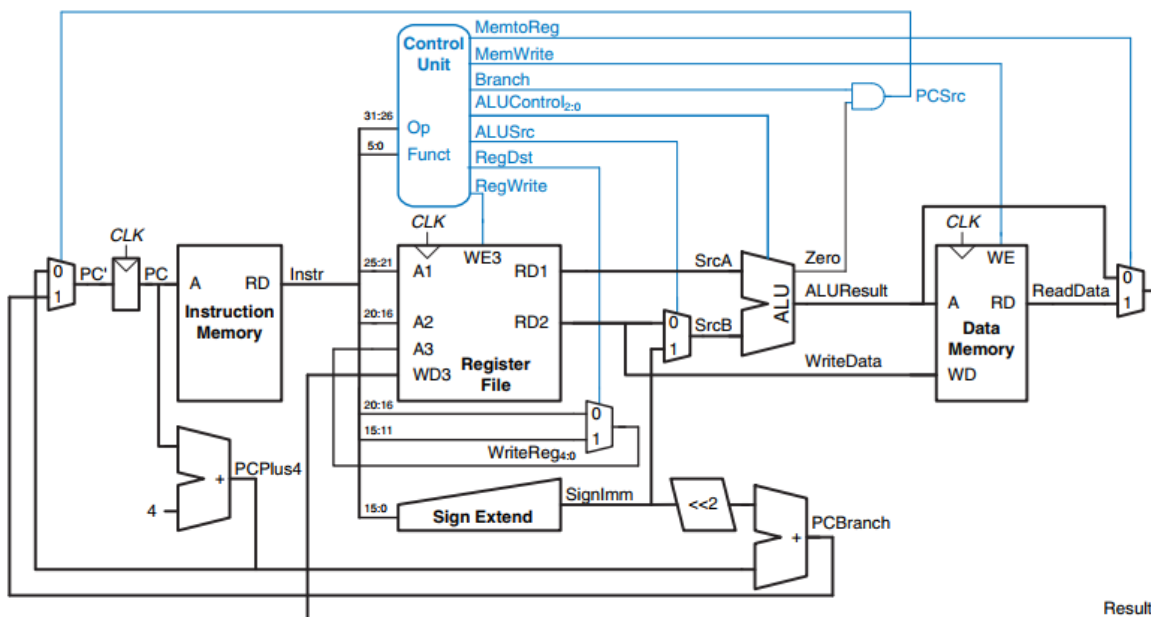 MemtoReg
Control
Unit
MemWrite
Branch
ALUControl2:0
PCSrc
31:26
Op
ALUSrc
5:0
Funct
RegDst
RegWrite
CLK
CLK
CLK
0
1
PC'
PC
A
RD
Instruction
Memory
Instr
25:21
A1
WE3
RD1
SrcA
Zero
WE
0
1
20:16
A2
RD2
0
1
SrcB
ALU
ALUResult
A
RD
ReadData
Data
Memory
A3
WD3
Register
File
WriteData
WD
20:16
0
15:11
1
WriteReg4:0
PCPlus4
+
4
15:0
Sign Extend
SignImm
<<2
+
PCBranch
Result